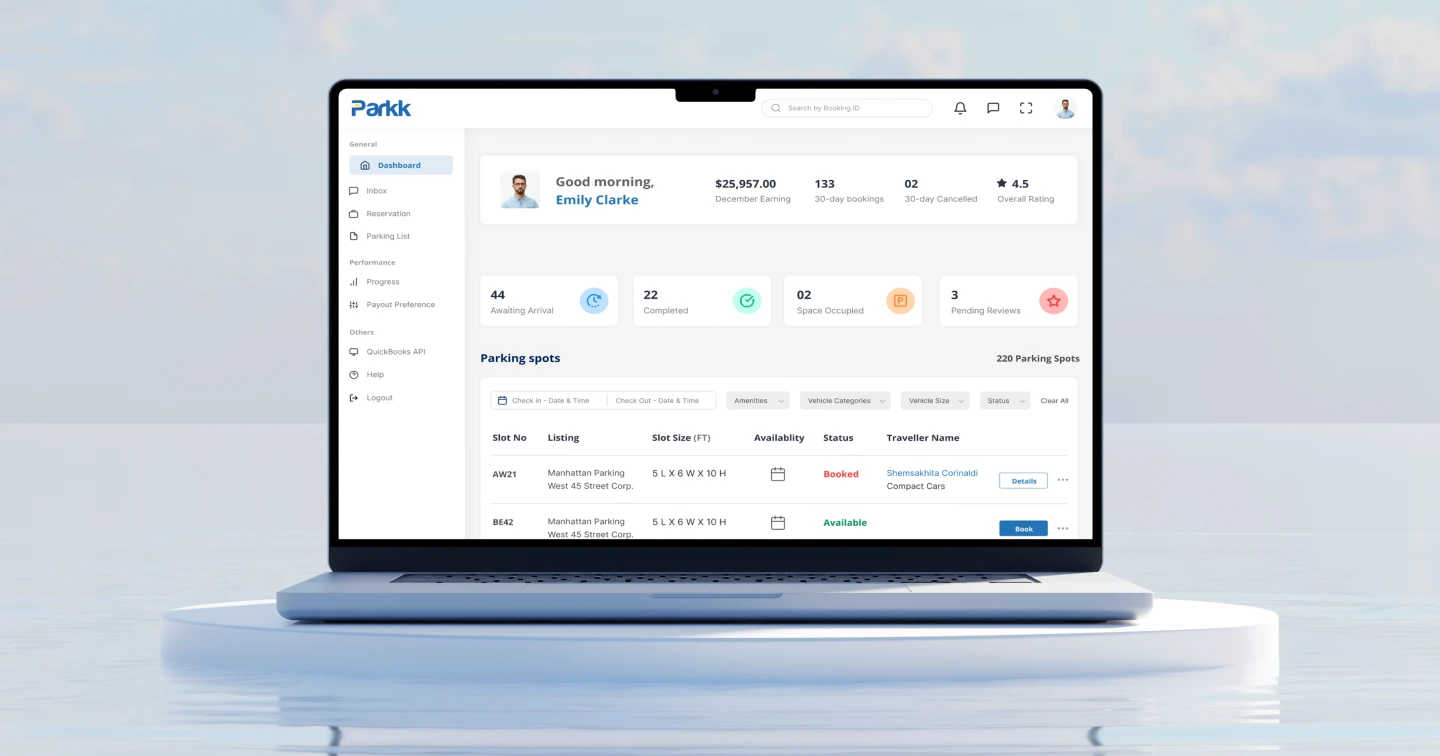 Parkk
Search by Booking ID
General
Dashboard
Inbox
Reservation
Parking List
Performance
Progress
Payout Preference
Others
QuickBooks API
Help
Logout
Good morning,
Emily Clarke
$25,957.00
December Earning
133
30-day bookings
02
30-day Cancelled
4.5
Overall Rating
44
Awaiting Arrival
22
Completed
02
Space Occupied
P
3
Pending Reviews
Parking spots
220 Parking Spots
Check in - Date & Time
Check Out - Date & Time
Amenities
Vehicle Categories
Vehicle Size
Status
Clear All
Slot No Listing Slot Size (FT) Availablity Status Traveller Name
AW21
Manhattan Parking
West 45 Street Corp.
5 L X 6 W X 10 H
Booked
Shemsakhita Corinaldi
Compact Cars
Details
BE42
Manhattan Parking
West 45 Street Corp.
5 L X 6 W X 10 H
Available
Book